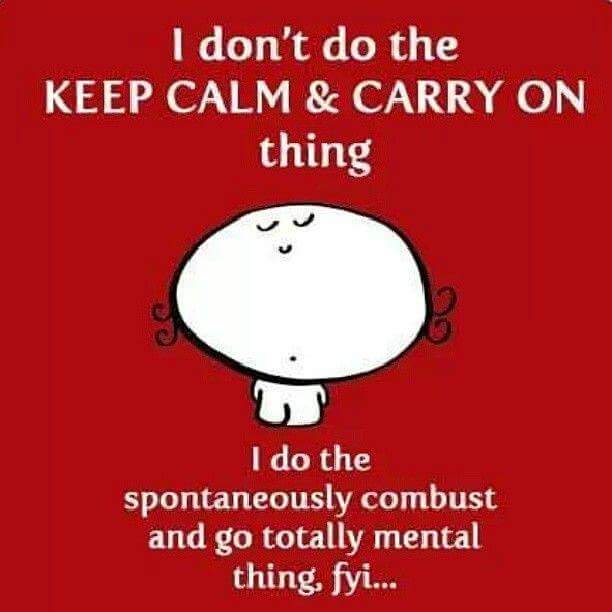 I don't do the
KEEP CALM & CARRY ON
thing
I do the
spontaneously combust
and go totally mental
thing, fyi...